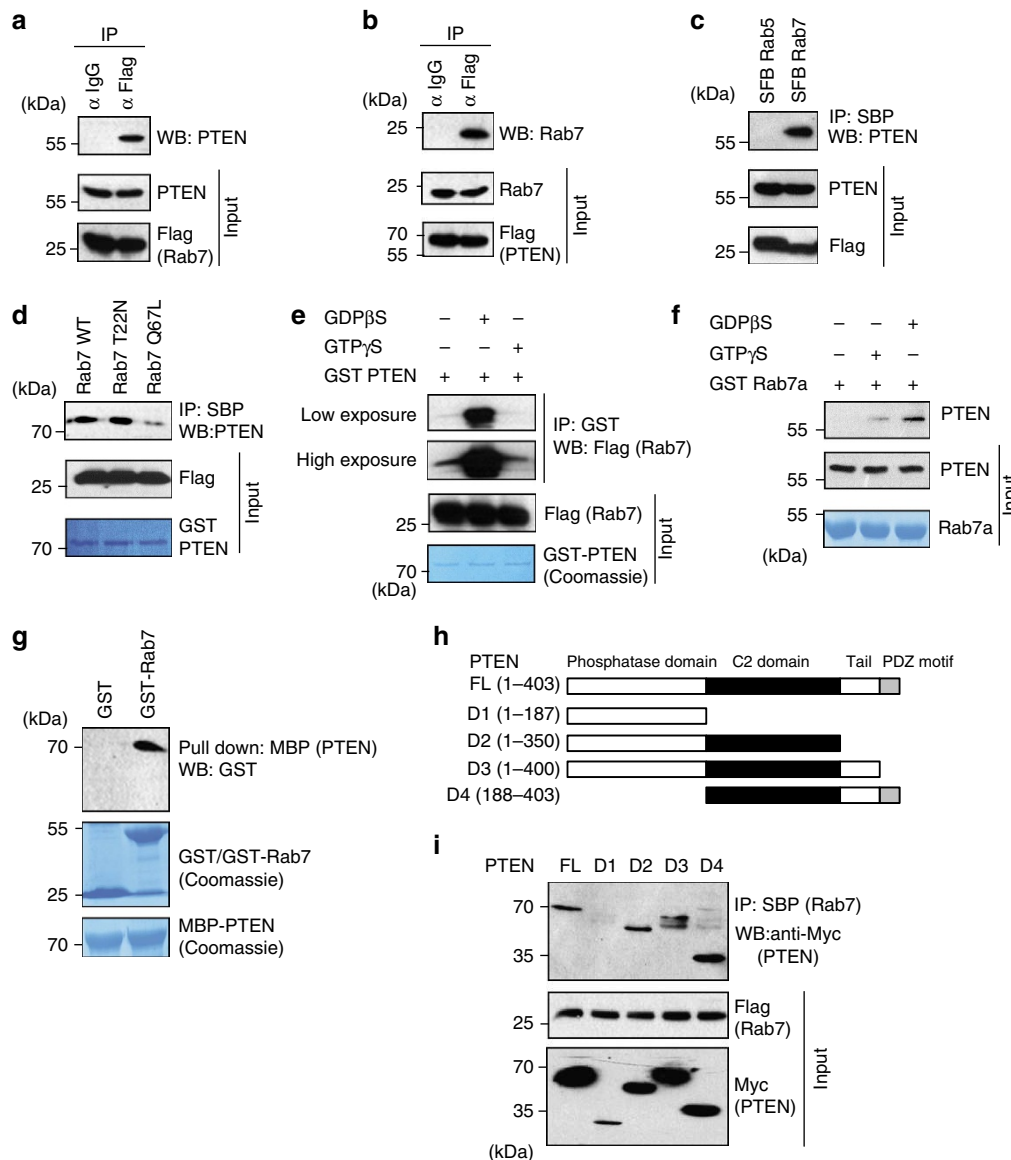 a
IP
(kDa)
α IgG
α Flag
55
WB: PTEN
55
PTEN
25
Flag
(Rab7)
Input
b
IP
(kDa)
α IgG
α Flag
25
WB: Rab7
25
Rab7
70
55
Flag
(PTEN)
Input
c
(kDa)
SFB Rab5
SFB Rab7
55
IP: SBP
WB: PTEN
55
PTEN
25
Flag
Input
d
(kDa)
Rab7 WT
Rab7 T22N
Rab7 Q67L
70
IP: SBP
WB:PTEN
25
Flag
70
GST
PTEN
Input
e
GDPβS – + –
GTPγS – – +
GST PTEN + + +
Low exposure
High exposure
IP: GST
WB: Flag (Rab7)
25
Flag (Rab7)
70
GST-PTEN
(Coomassie)
(kDa)
Input
f
GDPβS – – +
GTPγS – + –
GST Rab7a + + +
55
PTEN
55
PTEN
55
Rab7a
(kDa)
Input
g
(kDa)
GST
GST-Rab7
70
Pull down: MBP (PTEN)
WB: GST
55
25
GST/GST-Rab7
(Coomassie)
70
MBP-PTEN
(Coomassie)
h
PTEN
Phosphatase domain C2 domain Tail PDZ motif
FL (1–403)
D1 (1–187)
D2 (1–350)
D3 (1–400)
D4 (188–403)
i
PTEN FL D1 D2 D3 D4
70
35
IP: SBP (Rab7)
WB:anti-Myc
(PTEN)
25
Flag
(Rab7)
70
35
Myc
(PTEN)
(kDa)
Input